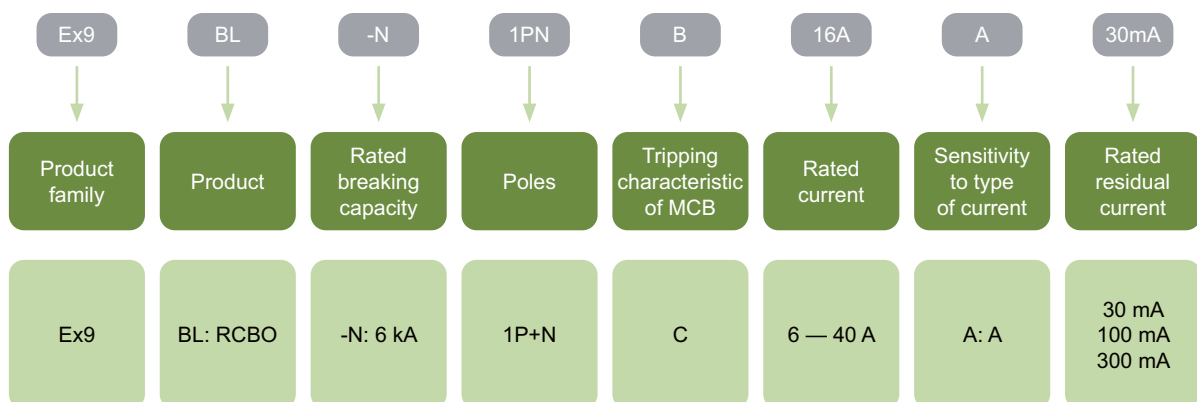 Ex9
BL
-N
1PN
B
16A
A
30mA
Product
family
Product
Rated
breaking
capacity
Poles
Tripping
characteristic
of MCB
Rated
current
Sensitivity
to type
of current
Rated
residual
current
Ex9
BL: RCBO
-N: 6 kA
1P+N
C
6 — 40 A
A: A
30 mA
100 mA
300 mA